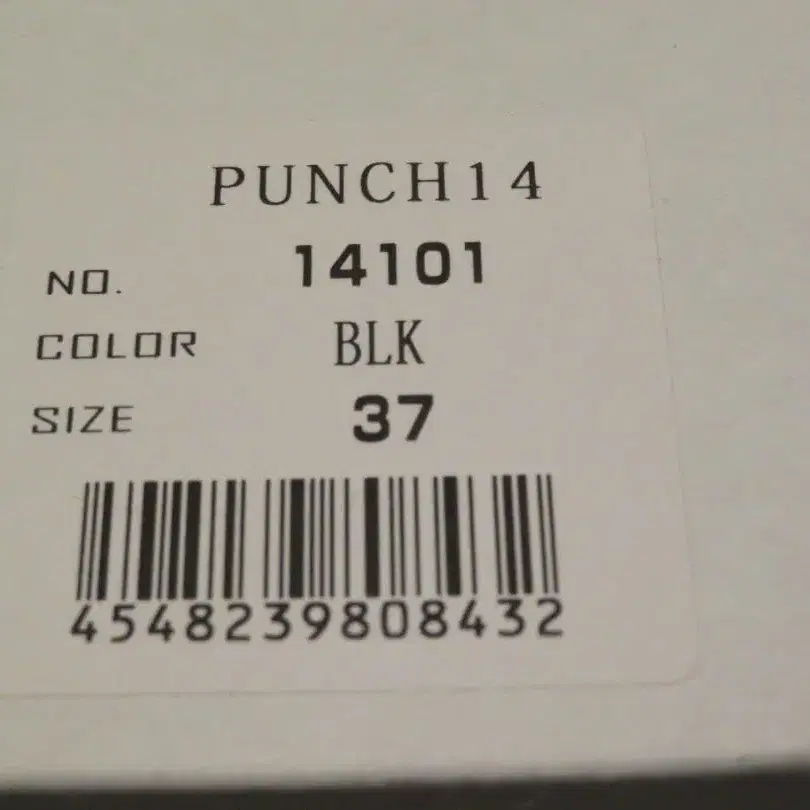 PUNCH14
NO. 14101
COLOR BLK
SIZE 37
4548239808432